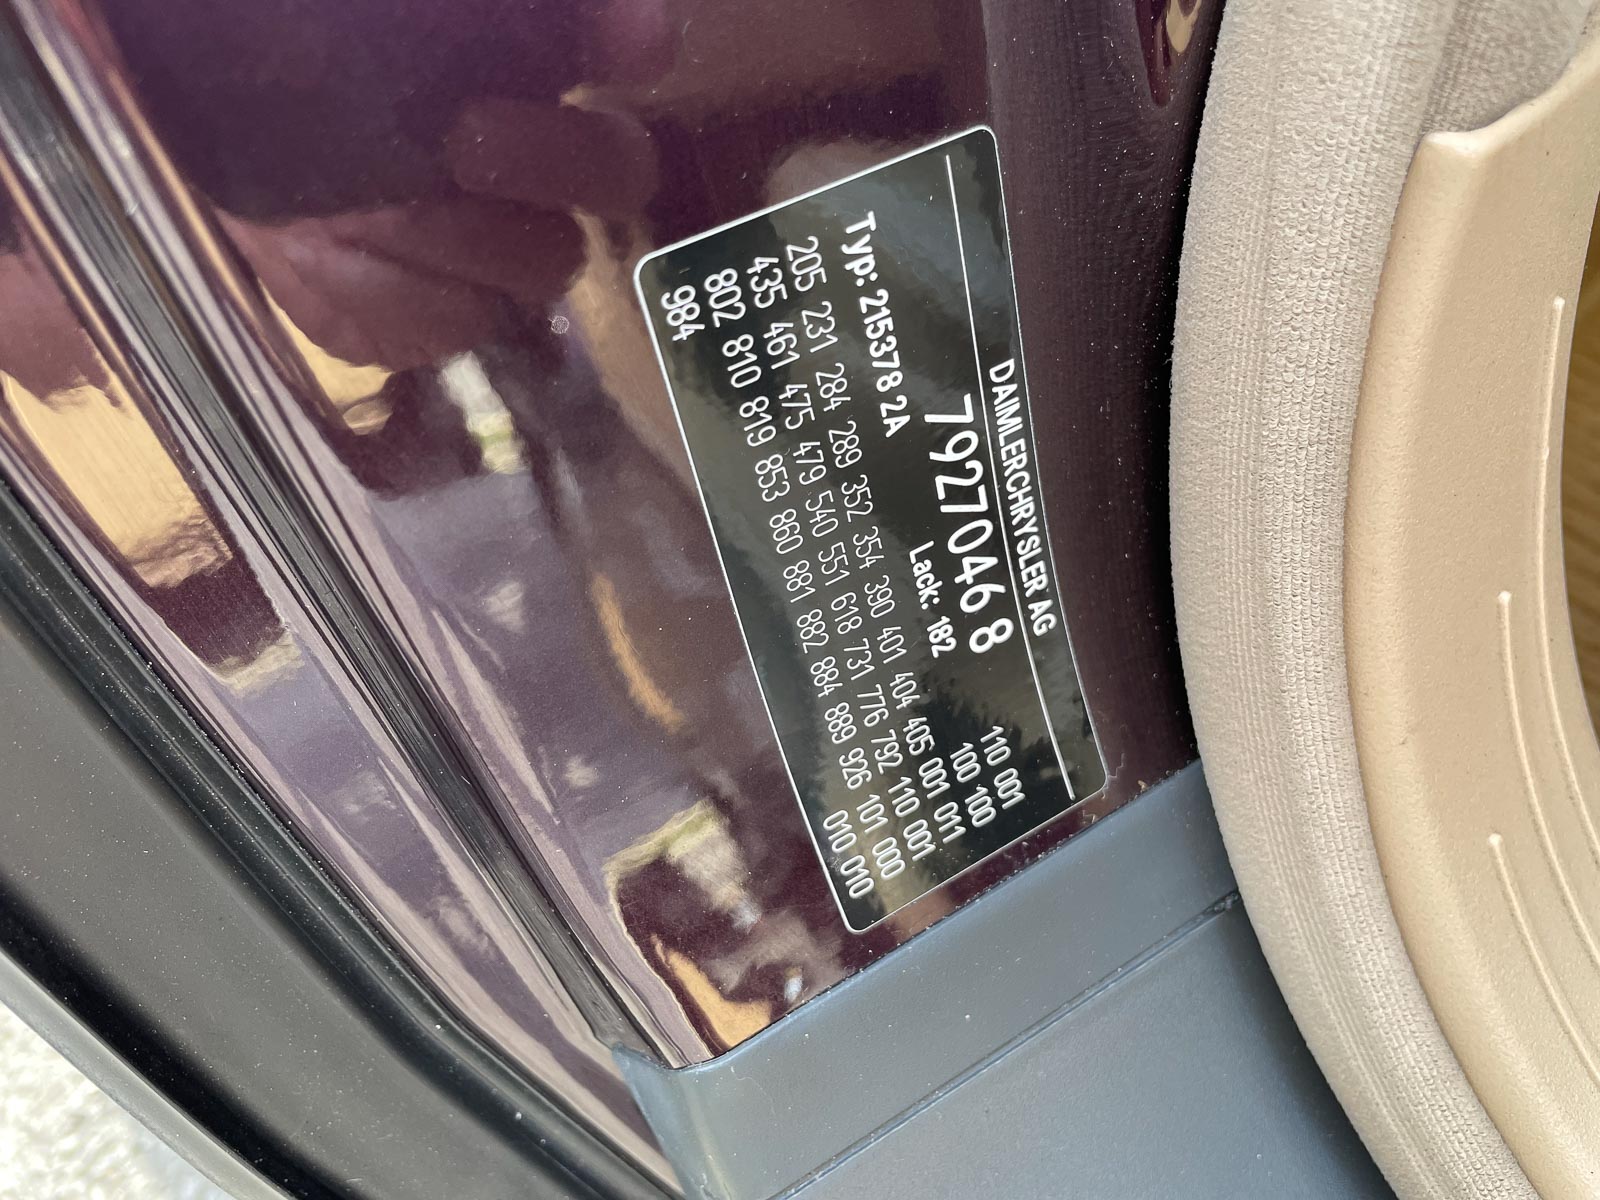 DAIMLERCHRYSLER AG
7927046 8 110 001
Lack: 182 100 100
Typ: 215378 2A
205 231 284 289 352 354 390 401 404 405 001 011
435 461 475 479 540 551 618 731 776 792 110 001
802 810 819 853 860 881 882 884 889 926 101 000
984 010 010